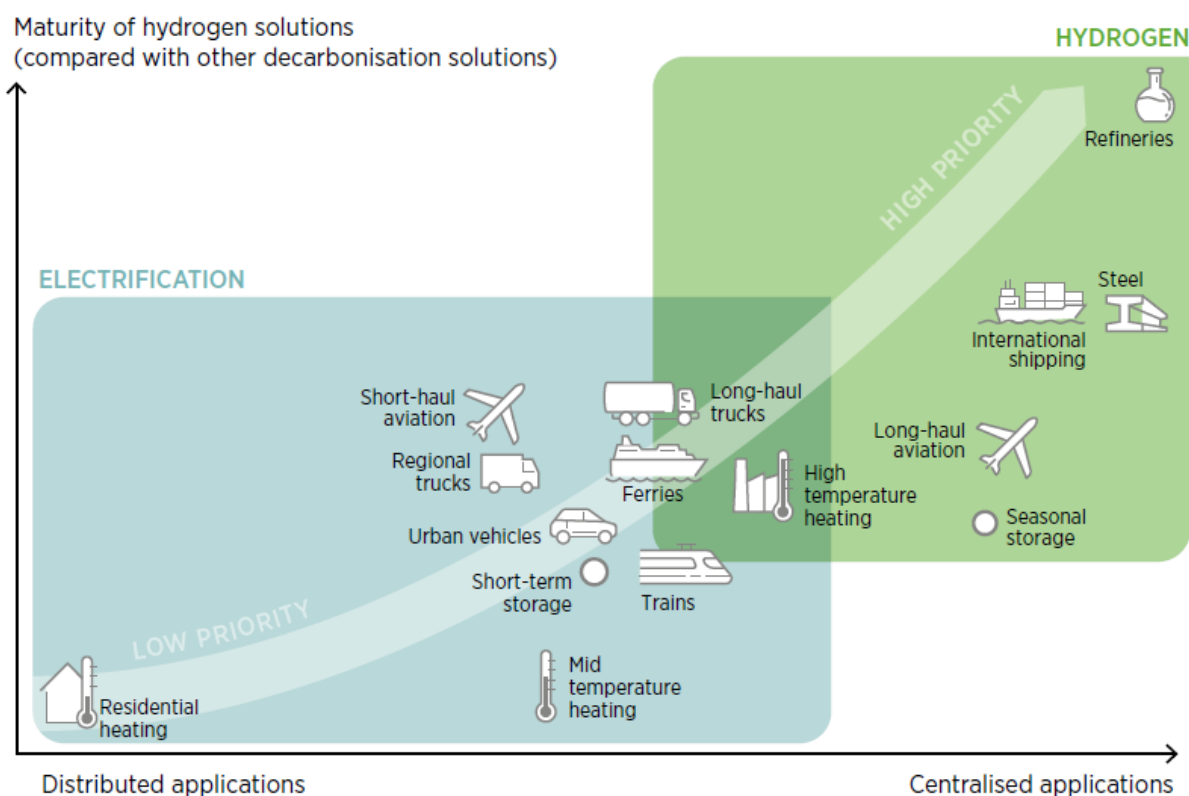 Maturity of hydrogen solutions
(compared with other decarbonisation solutions)
HYDROGEN
HIGH PRIORITY
Refineries
ELECTRIFICATION
Steel
International
shipping
Short-haul
aviation
Long-haul
trucks
Long-haul
aviation
Regional
trucks
Ferries
High
temperature
heating
Seasonal
storage
Urban vehicles
Short-term
storage
Trains
LOW PRIORITY
Mid
temperature
heating
Residential
heating
Distributed applications
Centralised applications